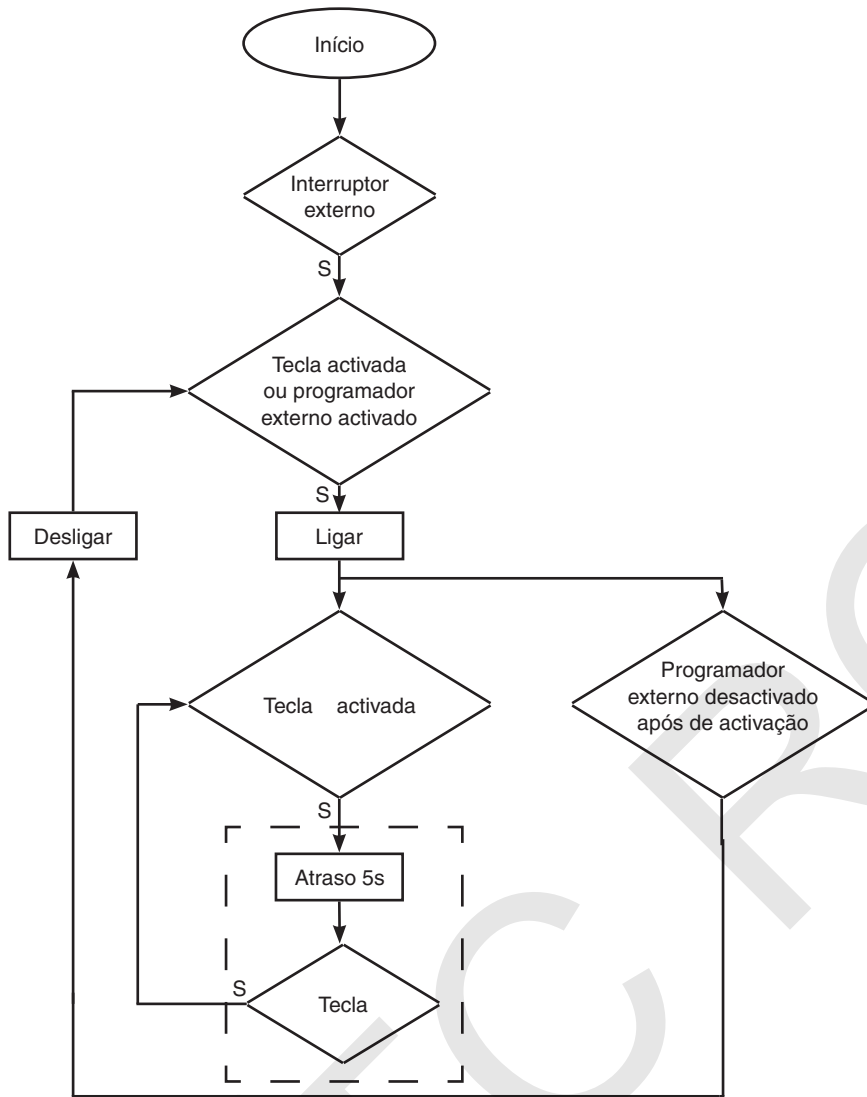 Início
Interruptor
externo
S
Tecla activada
ou programador
externo activado
S
Desligar
Ligar
Programador
externo desactivado
após de activação
Tecla activada
S
Atraso 5s
S
Tecla